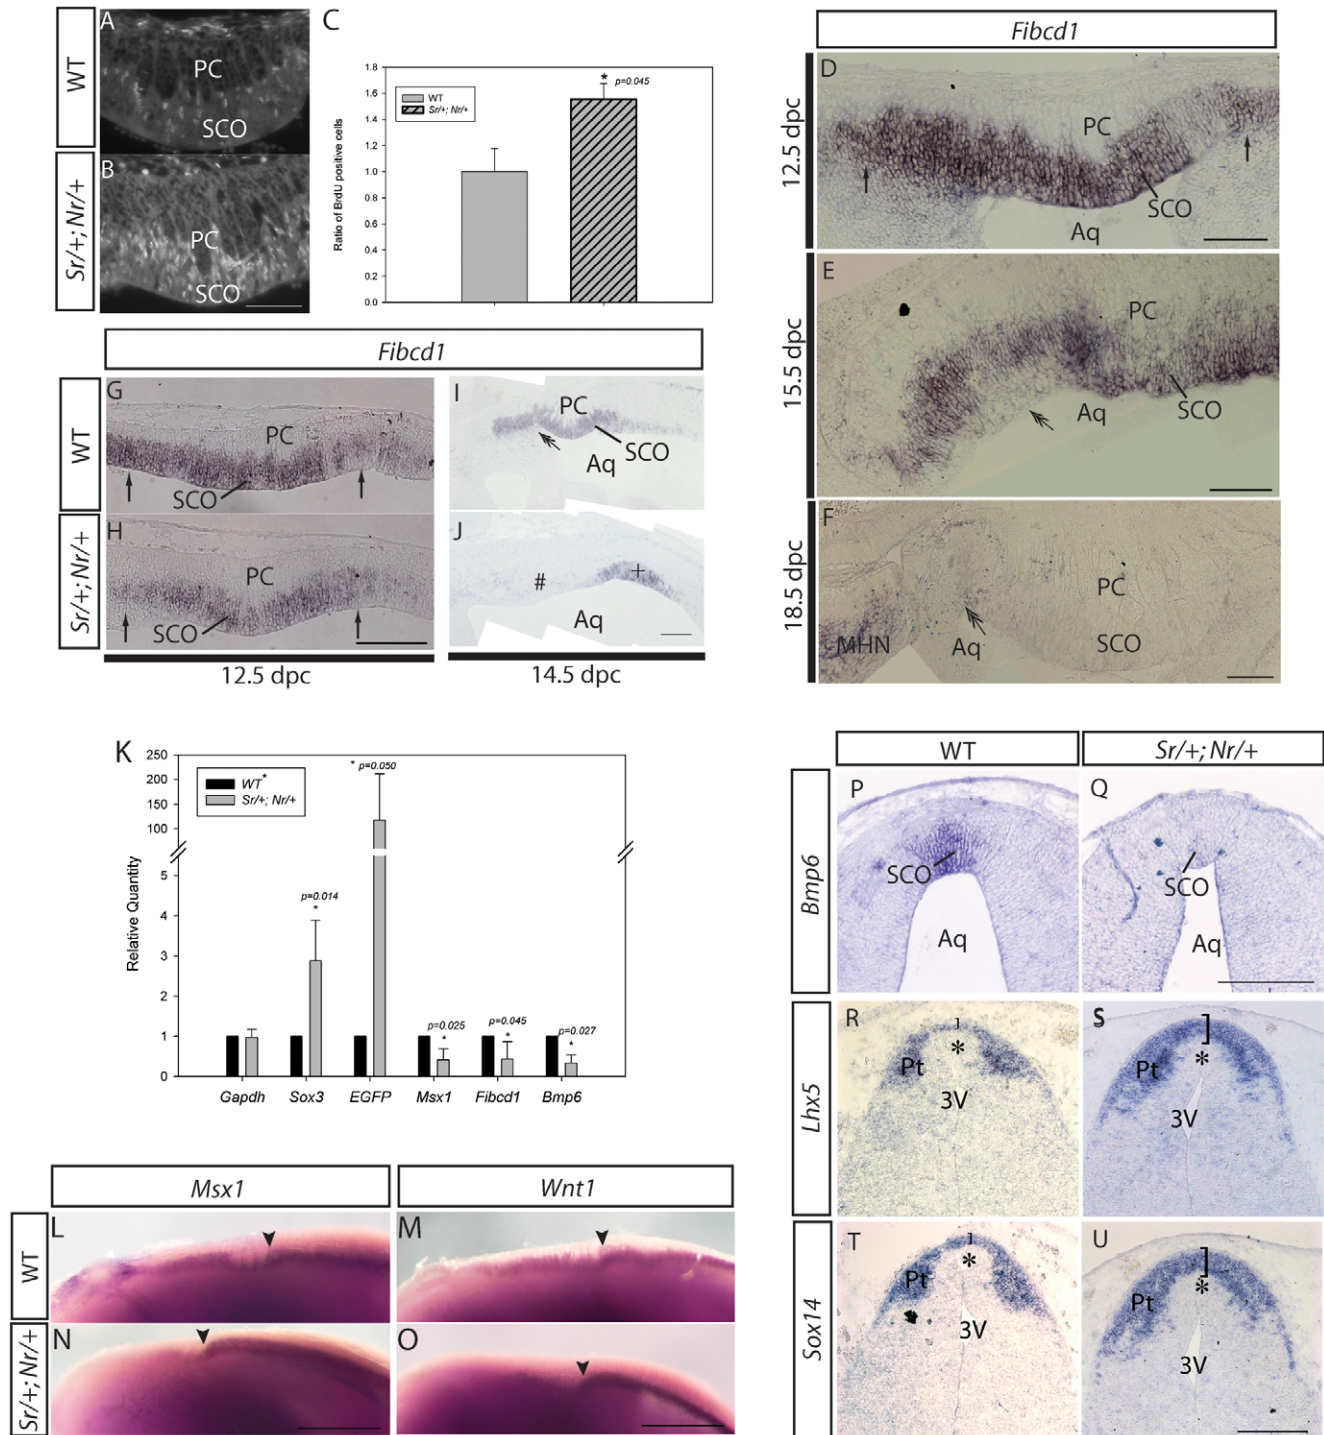 A
C
WT
PC
SCO
B
Sr/+; Nr/+
PC
SCO
1.8
1.6
1.4
1.2
1.0
0.8
0.6
0.4
0.2
0.0
Ratio of BrdU positive cells
WT
Sr/+; Nr/+
*
p=0.045
Fibcd1
D
12.5 dpc
PC
SCO
Aq
E
15.5 dpc
PC
Aq
SCO
F
18.5 dpc
PC
MHN
Aq
SCO
Fibcd1
G
WT
PC
SCO
I
PC
SCO
Aq
H
Sr/+; Nr/+
PC
SCO
J
#
+
Aq
12.5 dpc
14.5 dpc
K
250
200
150
100
5
4
3
2
1
0
Relative Quantity
WT*
Sr/+; Nr/+
p=0.014
*
* p=0.050
p=0.025
*
p=0.045
*
p=0.027
*
Gapdh Sox3 EGFP Msx1 Fibcd1 Bmp6
Msx1
Wnt1
WT
L
M
Sr/+; Nr/+
N
O
WT
Sr/+; Nr/+
Bmp6
P
SCO
Aq
Q
SCO
Aq
Lhx5
R
]
*
Pt
3V
S
]
*
Pt
3V
Sox14
T
]
*
Pt
3V
U
]
*
Pt
3V